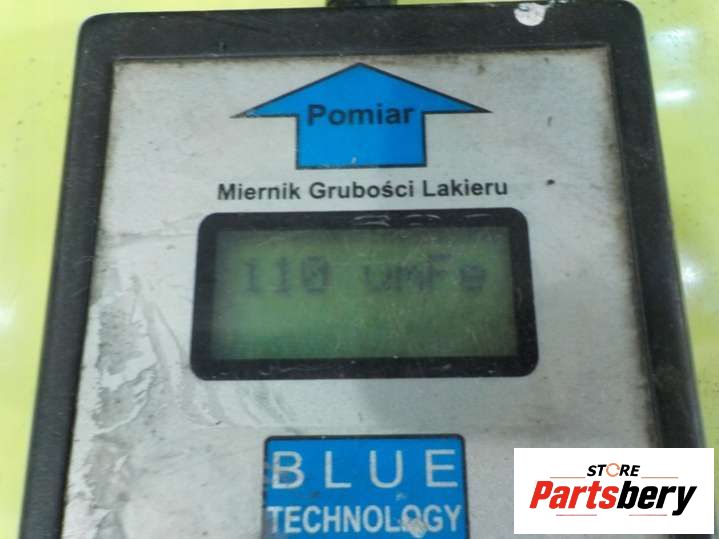 Pomiar
Miernik Grubości Lakieru
110 umFe
BLUE
TECHNOLOGY
STORE
Partsbery